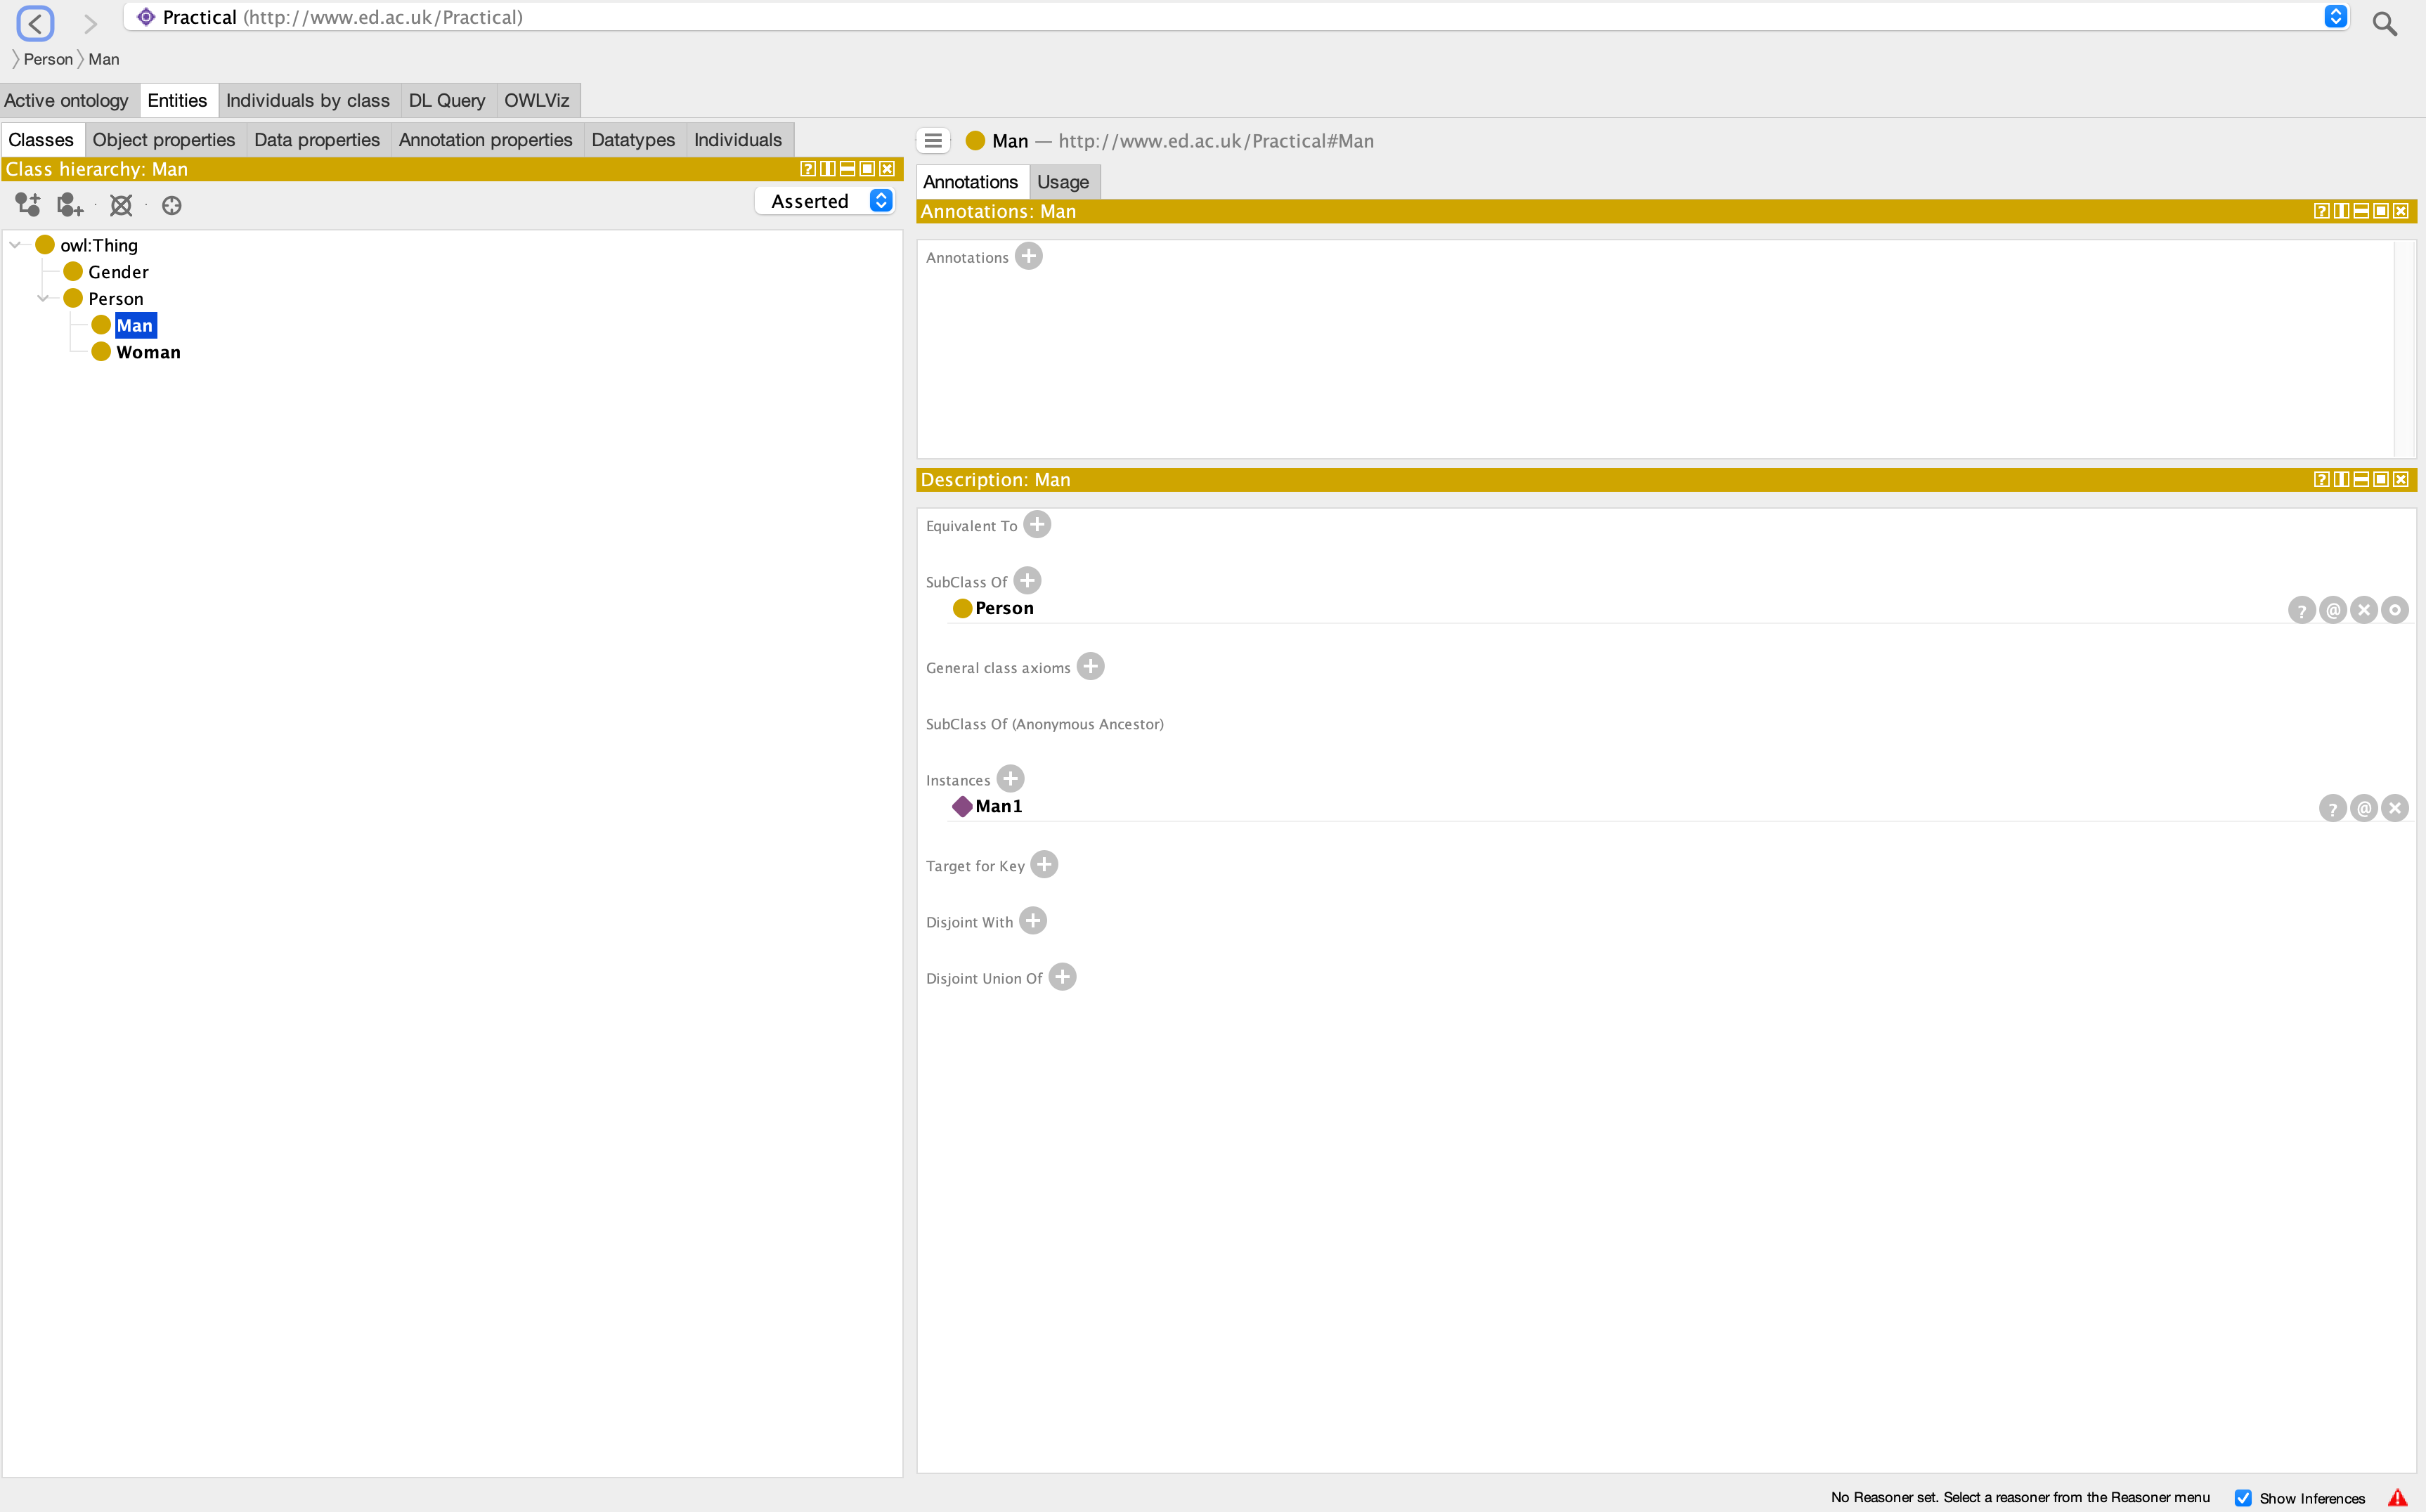 Practical (http://www.ed.ac.uk/Practical)
Person Man
Active ontology Entities Individuals by class DL Query OWLViz
Classes Object properties Data properties Annotation properties Datatypes Individuals
Class hierarchy: Man
Asserted
owl:Thing
Gender
Person
Man
Woman
Man — http://www.ed.ac.uk/Practical#Man
Annotations Usage
Annotations: Man
Annotations
Description: Man
Equivalent To
SubClass Of
Person
General class axioms
SubClass Of (Anonymous Ancestor)
Instances
Man1
Target for Key
Disjoint With
Disjoint Union Of
No Reasoner set. Select a reasoner from the Reasoner menu Show Inferences